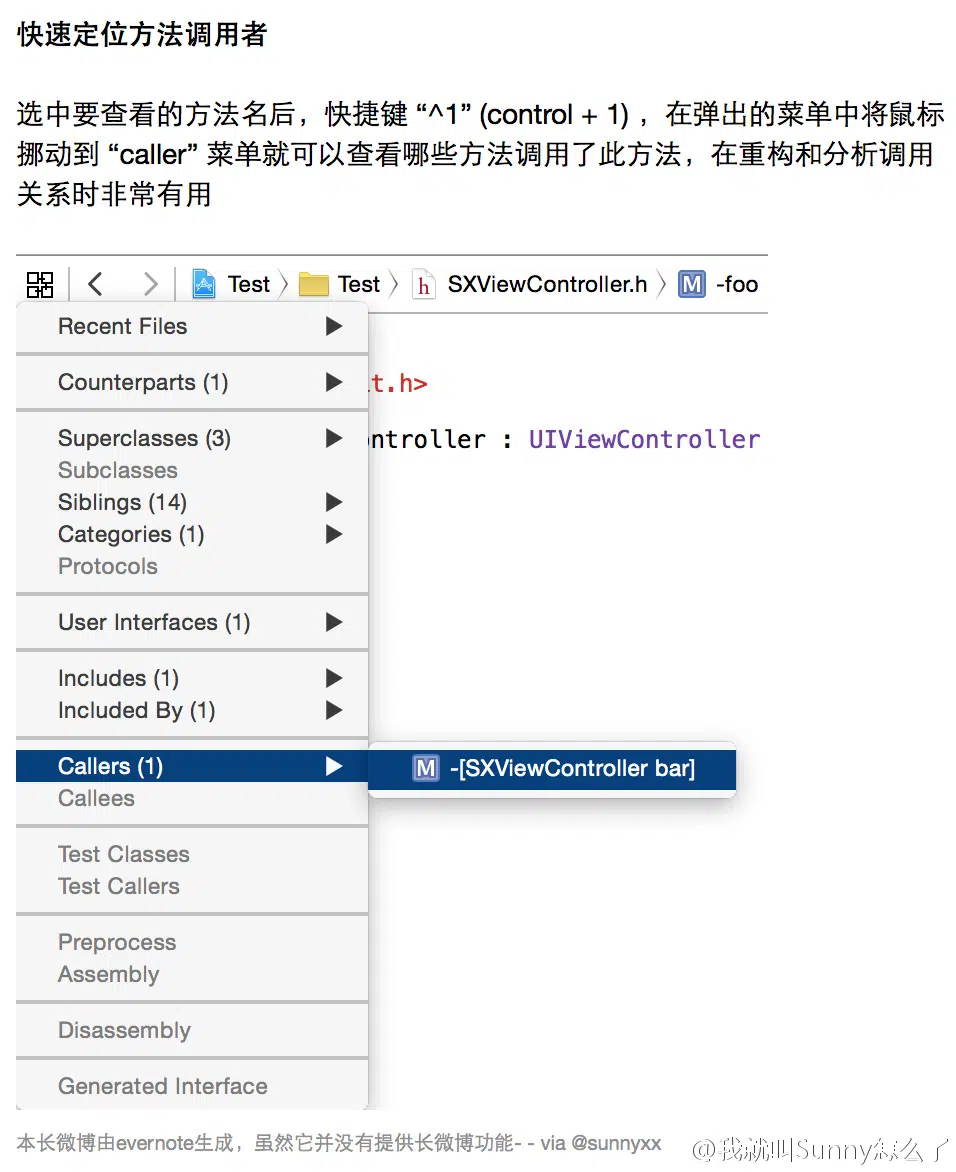 快速定位方法调用者
选中要查看的方法名后，快捷键 “^1” (control + 1) ，在弹出的菜单中将鼠标
挪动到 “caller” 菜单就可以查看哪些方法调用了此方法，在重构和分析调用
关系时非常有用
Test Test h SXViewController.h M -foo
Recent Files
Counterparts (1) t.h>
Superclasses (3) ontroller : UIViewController
Subclasses
Siblings (14)
Categories (1)
Protocols
User Interfaces (1)
Includes (1)
Included By (1)
Callers (1) M -[SXViewController bar]
Callees
Test Classes
Test Callers
Preprocess
Assembly
Disassembly
Generated Interface
本长微博由evernote生成，虽然它并没有提供长微博功能- - via @sunnyxx
@我就叫Sunny怎么了